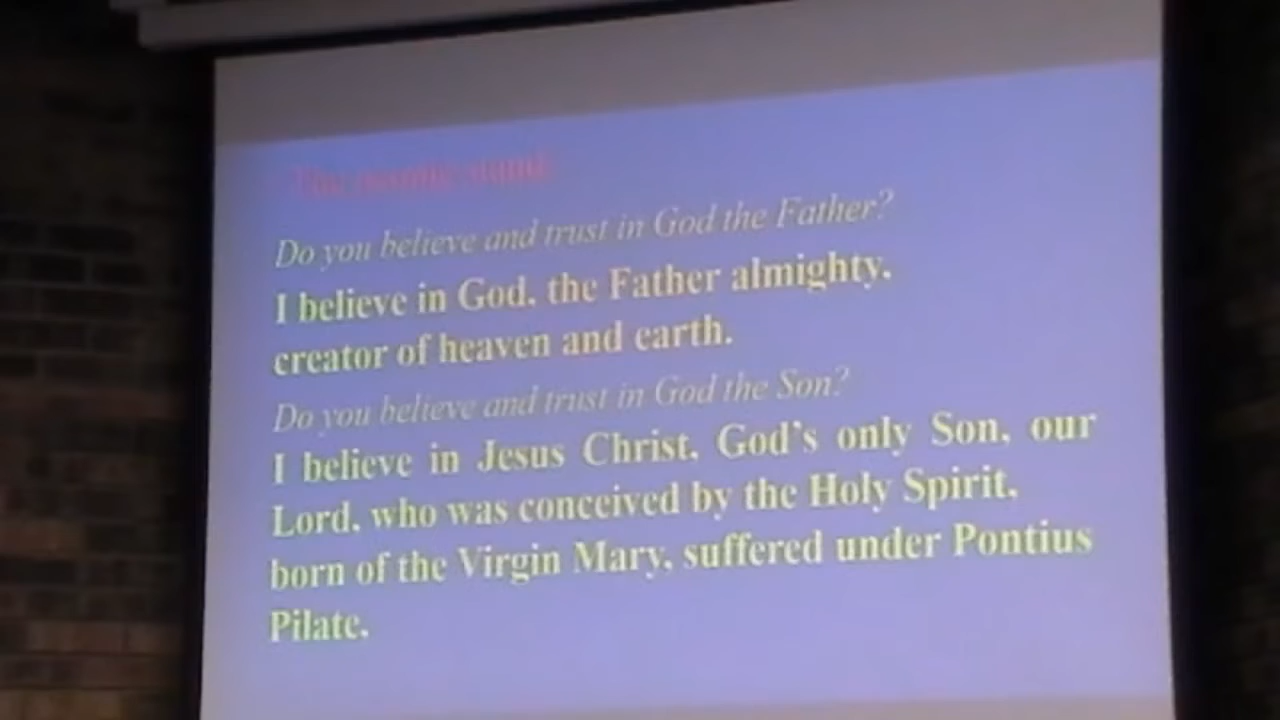 Do you believe and trust in God the Father?
I believe in God, the Father almighty,
creator of heaven and earth.
Do you believe and trust in God the Son?
I believe in Jesus Christ, God's only Son, our
Lord, who was conceived by the Holy Spirit,
born of the Virgin Mary, suffered under Pontius
Pilate,